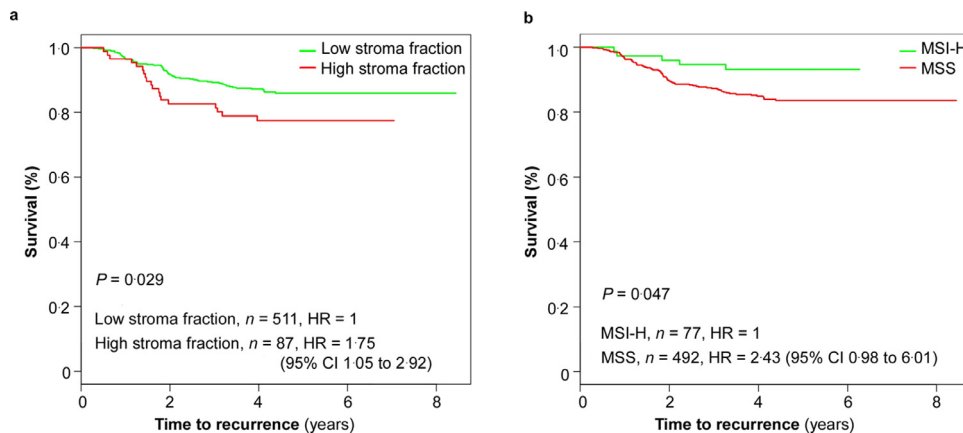 a
Low stroma fraction
High stroma fraction
1·0
0·8
0·6
0·4
0·2
0
Survival (%)
P = 0·029
Low stroma fraction, n = 511, HR = 1
High stroma fraction, n = 87, HR = 1·75
(95% CI 1·05 to 2·92)
0 2 4 6 8
Time to recurrence (years)
b
MSI-H
MSS
1·0
0·8
0·6
0·4
0·2
0
Survival (%)
P = 0·047
MSI-H, n = 77, HR = 1
MSS, n = 492, HR = 2·43 (95% CI 0·98 to 6·01)
0 2 4 6 8
Time to recurrence (years)